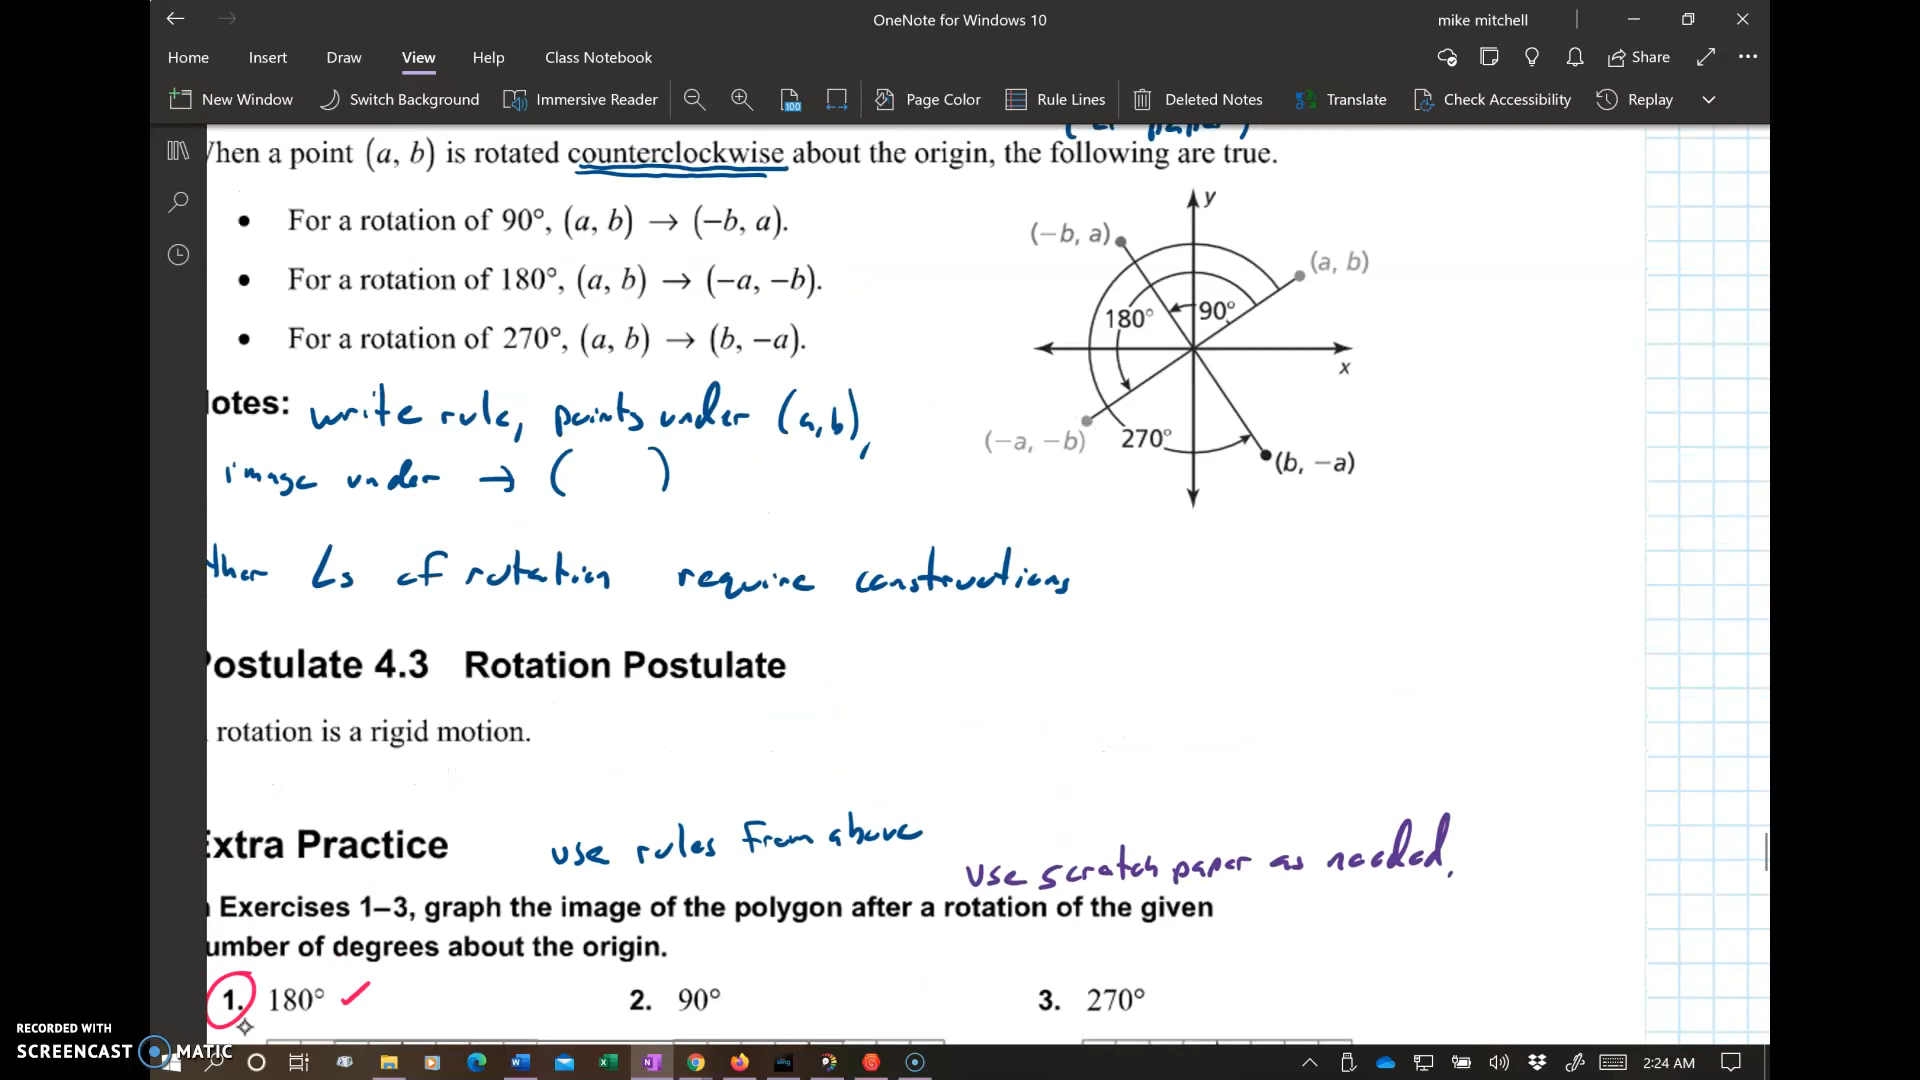 OneNote for Windows 10
mike mitchell
Home Insert Draw View Help Class Notebook
Share
New Window Switch Background Immersive Reader Page Color Rule Lines Deleted Notes Translate Check Accessibility Replay
hen a point (a, b) is rotated counterclockwise about the origin, the following are true.
• For a rotation of 90°, (a, b) → (−b, a).
• For a rotation of 180°, (a, b) → (−a, −b).
• For a rotation of 270°, (a, b) → (b, −a).
y
(−b, a)
(a, b)
180° 90°
x
(−a, −b)
270°
(b, −a)
otes: write rule, points under (a,b),
image under → ( )
ther ∠s of rotation require constructions
ostulate 4.3 Rotation Postulate
rotation is a rigid motion.
Extra Practice use rules from above
use scratch paper as needed.
Exercises 1–3, graph the image of the polygon after a rotation of the given
umber of degrees about the origin.
1. 180° ✓ 2. 90° 3. 270°
RECORDED WITH
SCREENCAST MATIC
2:24 AM